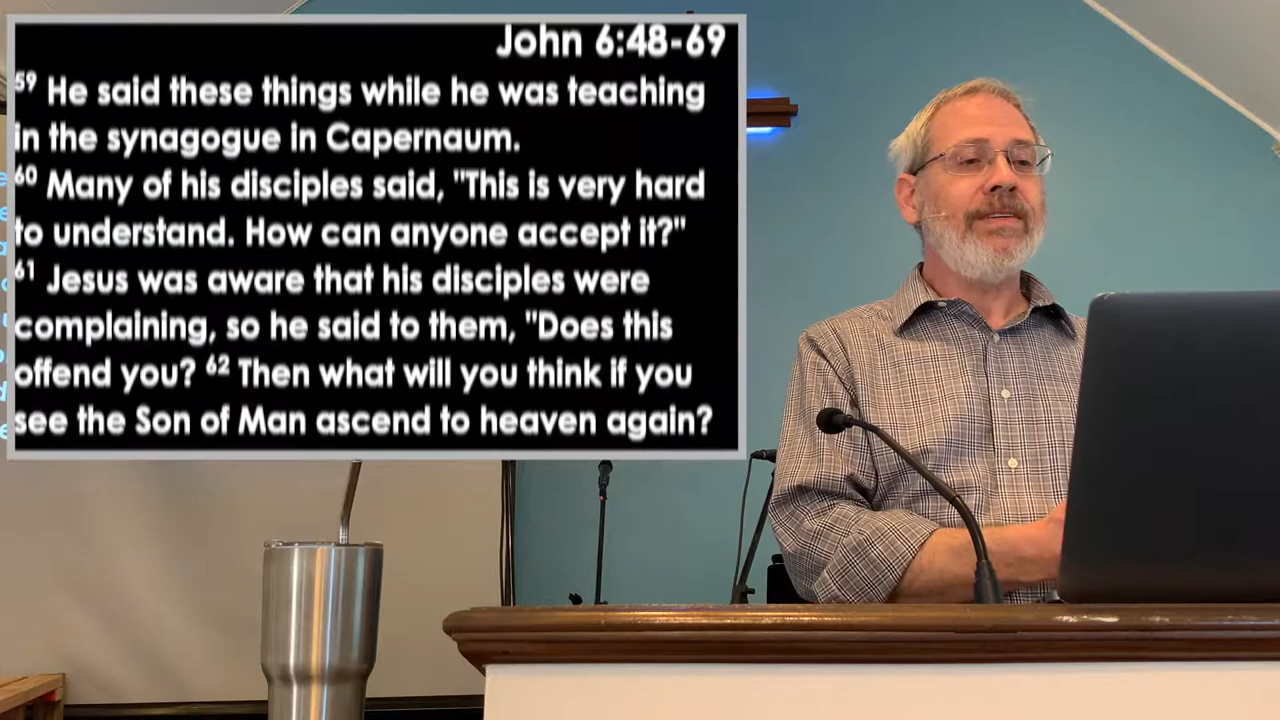 John 6:48-69
59 He said these things while he was teaching
in the synagogue in Capernaum.
60 Many of his disciples said, "This is very hard
to understand. How can anyone accept it?"
61 Jesus was aware that his disciples were
complaining, so he said to them, "Does this
offend you? 62 Then what will you think if you
see the Son of Man ascend to heaven again?